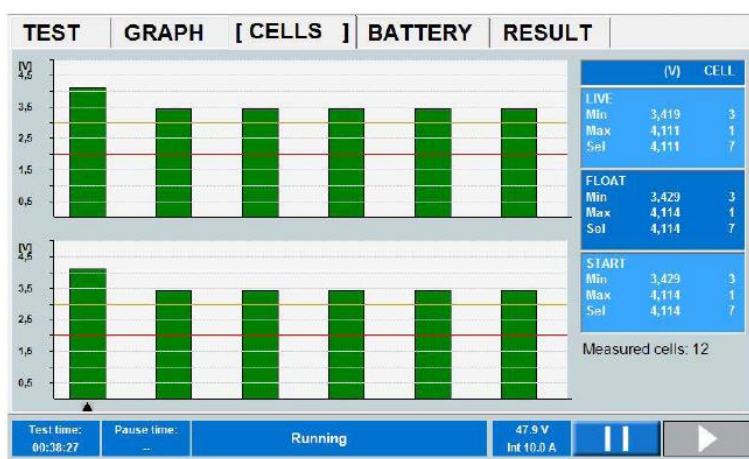 TEST GRAPH [ CELLS ] BATTERY RESULT
[V]
4,5
3,5
2,5
1,5
0,5
[V]
4,5
3,5
2,5
1,5
0,5
(V) CELL
LIVE
Min 3,419 3
Max 4,111 1
Sel 4,111 7
FLOAT
Min 3,429 3
Max 4,114 1
Sel 4,114 7
START
Min 3,429 3
Max 4,114 1
Sel 4,114 7
Measured cells: 12
Test time: Pause time: Running 47.9 V
00:38:27 -- Int 10.0 A